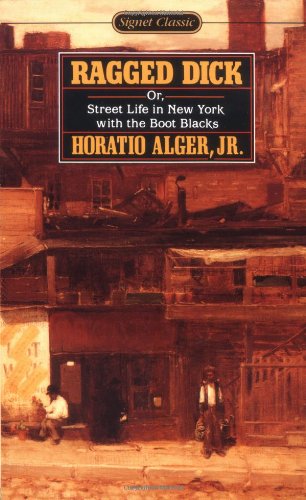 Signet Classic
RAGGED DICK
Or,
Street Life in New York
with the Boot Blacks
HORATIO ALGER, JR.